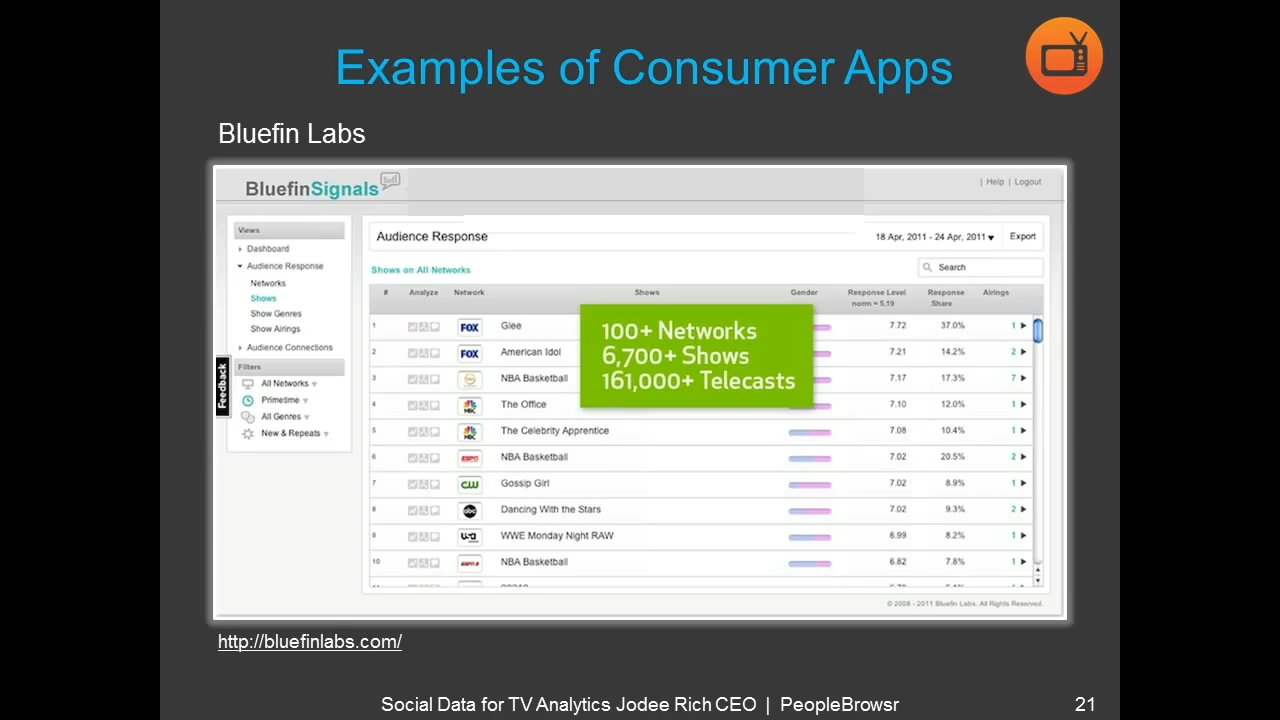 Examples of Consumer Apps
Bluefin Labs
BluefinSignals
| Help | Logout
Views
Dashboard
Audience Response
Networks
Shows
Show Genres
Show Airings
Audience Connections
Filters
All Networks
Primetime
All Genres
New & Repeats
Feedback
Audience Response
18 Apr, 2011 - 24 Apr, 2011
Export
Shows on All Networks
Search
# Analyze Network Shows Gender Response Level norm = 5.19 Response Share Airings
1 FOX Glee 7.72 37.0% 1
2 FOX American Idol 7.21 14.2% 2
3 NBA Basketball 7.17 17.3% 7
4 NBC The Office 7.10 12.0% 1
5 NBC The Celebrity Apprentice 7.08 10.4% 1
6 ESPN NBA Basketball 7.02 20.5% 2
7 CW Gossip Girl 7.02 8.9% 1
8 abc Dancing With the Stars 7.02 9.3% 2
9 USA WWE Monday Night RAW 6.99 8.2% 1
10 NBA Basketball 6.82 7.8% 1
100+ Networks
6,700+ Shows
161,000+ Telecasts
© 2008 - 2011 Bluefin Labs. All Rights Reserved.
http://bluefinlabs.com/
Social Data for TV Analytics Jodee Rich CEO | PeopleBrowsr
21